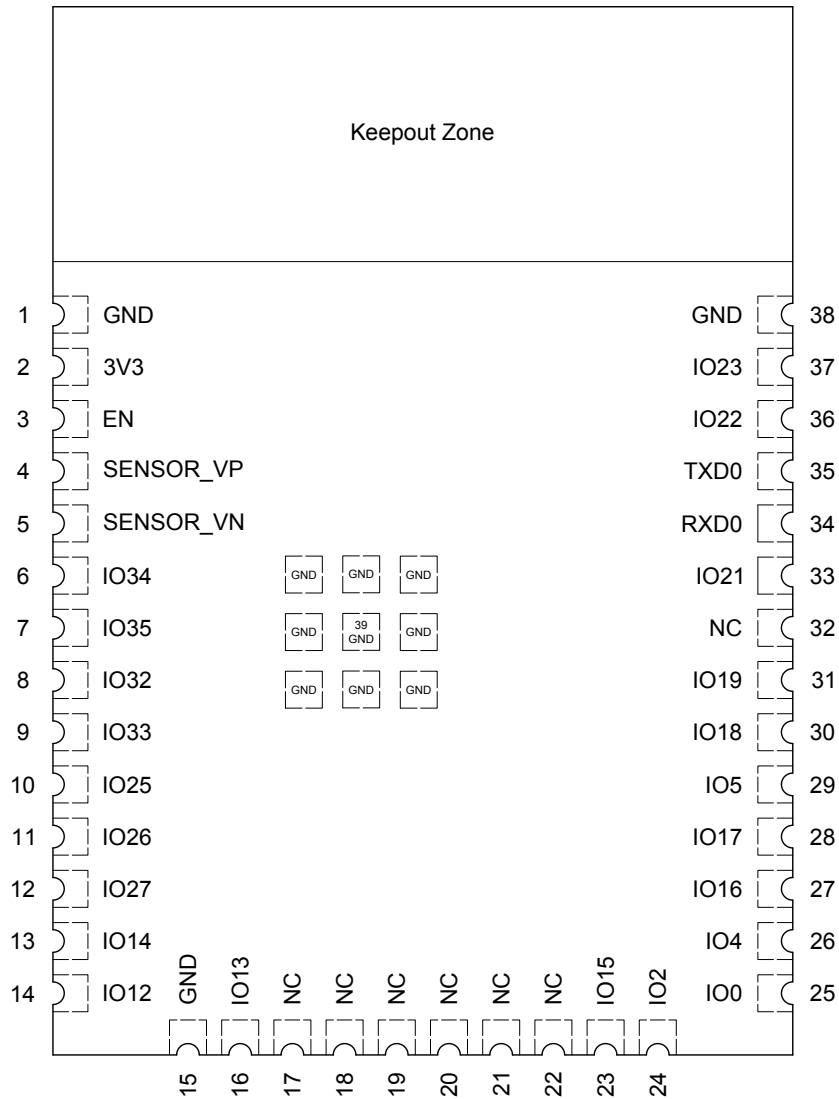 Keepout Zone
1 GND GND 38
2 3V3 IO23 37
3 EN IO22 36
4 SENSOR_VP TXD0 35
5 SENSOR_VN RXD0 34
6 IO34 GND GND GND IO21 33
7 IO35 GND 39 GND GND NC 32
8 IO32 GND GND GND IO19 31
9 IO33 IO18 30
10 IO25 IO5 29
11 IO26 IO17 28
12 IO27 IO16 27
13 IO14 IO4 26
14 IO12 GND IO13 NC NC NC NC NC NC IO15 IO2 IO0 25
15 16 17 18 19 20 21 22 23 24